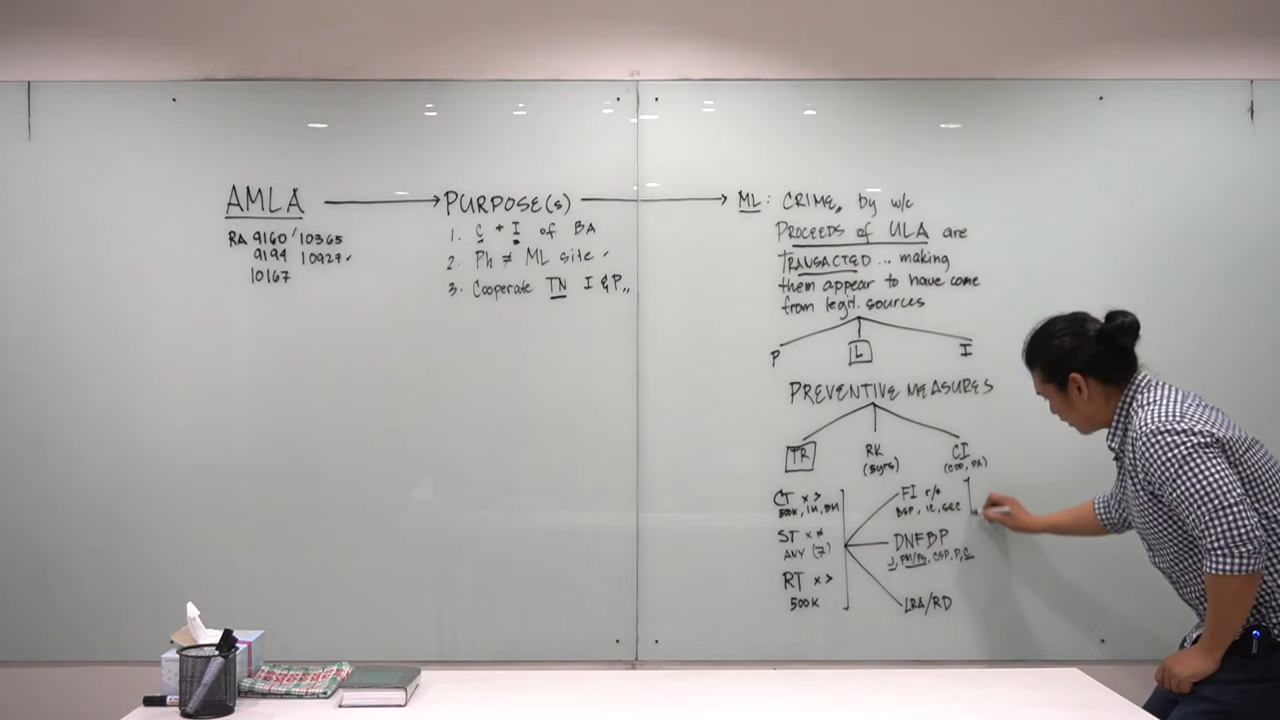 AMLA
RA 9160 / 10365
9194 10927
10167
PURPOSE(s)
1. C + I of BA
2. Ph ≠ ML site
3. Cooperate TN I & P
ML: CRIME, by w/c
PROCEEDS of ULA are
TRANSACTED ... making
them appear to have come
from legit. sources
P L I
PREVENTIVE MEASURES
TR RK CI
(5yrs) (CDD, PA)
CT x >
500K, 1M, 5M
ST x ≠
ANY (7)
RT x >
500K
FI r/s
BSP, IC, SEC
DNFBP
J, PM/PS, CSP, P, C
LRA/RD